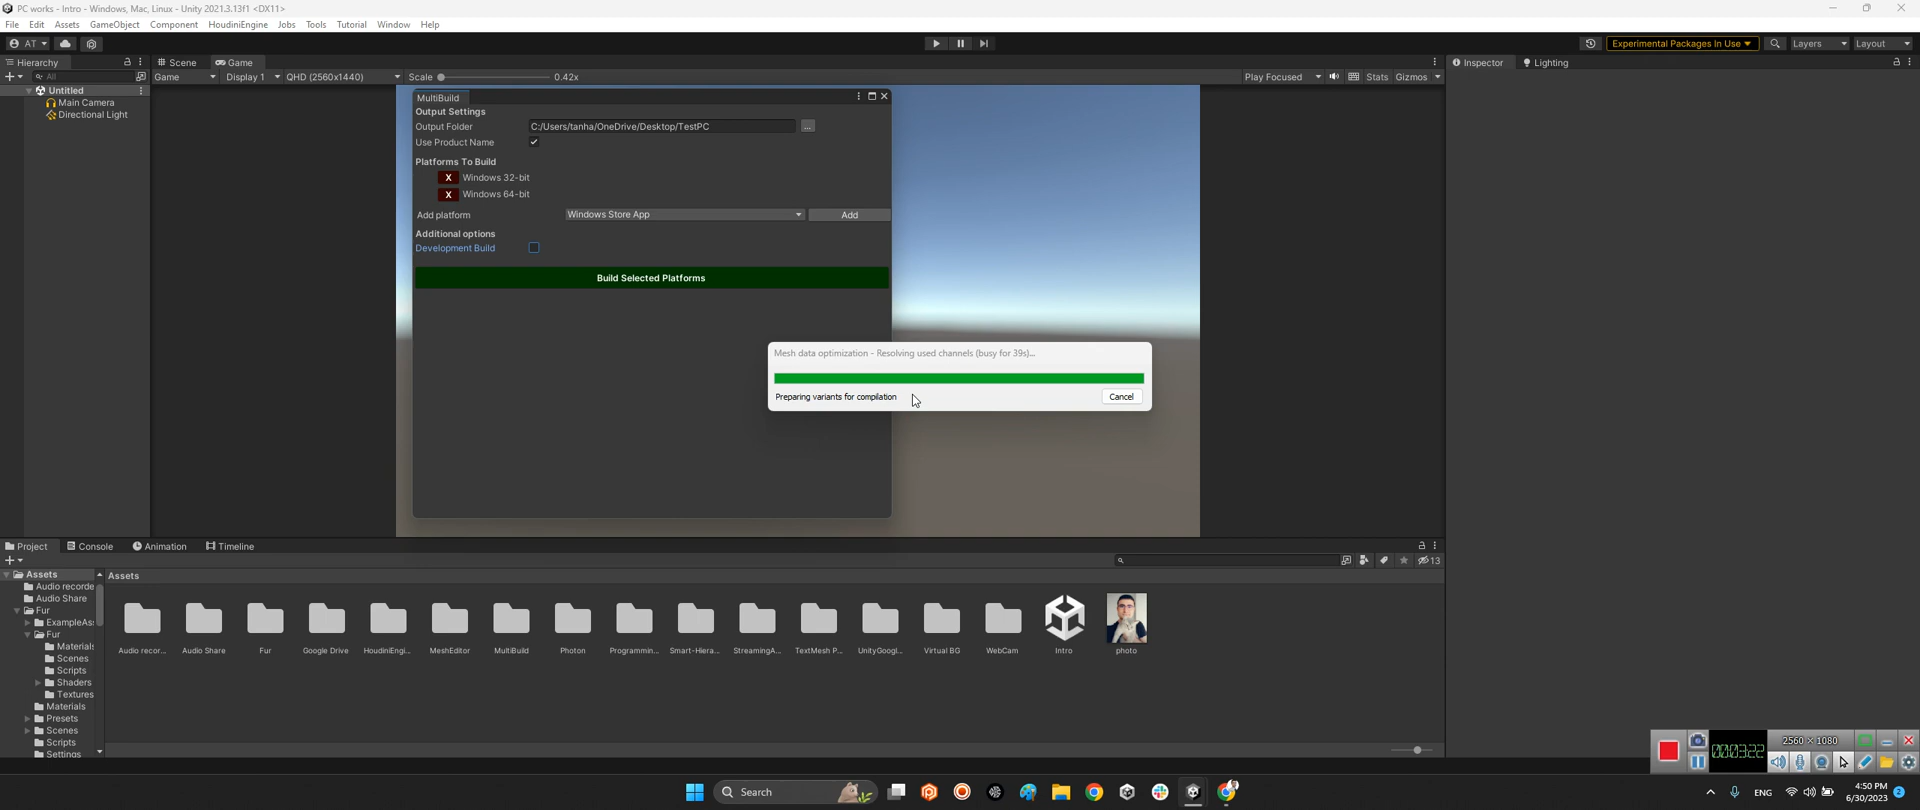 PC works - Intro - Windows, Mac, Linux - Unity 2021.3.13f1 <DX11>
File Edit Assets GameObject Component HoudiniEngine Jobs Tools Tutorial Window Help
AT Experimental Packages In Use Layers Layout
Hierarchy Scene Game Inspector Lighting
All Game Display 1 QHD (2560x1440) Scale 0.42x Play Focused Stats Gizmos
Untitled
Main Camera
Directional Light
MultiBuild
Output Settings
Output Folder C:/Users/tanha/OneDrive/Desktop/TestPC ...
Use Product Name
Platforms To Build
X Windows 32-bit
X Windows 64-bit
Add platform Windows Store App Add
Additional options
Development Build
Build Selected Platforms
Mesh data optimization - Resolving used channels (busy for 39s)...
Preparing variants for compilation Cancel
Project Console Animation Timeline
13
Assets
Audio recorde
Audio Share
Fur
ExampleAs
Fur
Materials
Scenes
Scripts
Shaders
Textures
Materials
Presets
Scenes
Scripts
Settings
Assets
Audio recor... Audio Share Fur Google Drive HoudiniEngi... MeshEditor MultiBuild Photon Programmin... Smart-Hiera... StreamingA... TextMesh P... UnityGoogl... Virtual BG WebCam Intro photo
00:03:22 2560 × 1080
Search ENG 4:50 PM
6/30/2023 2